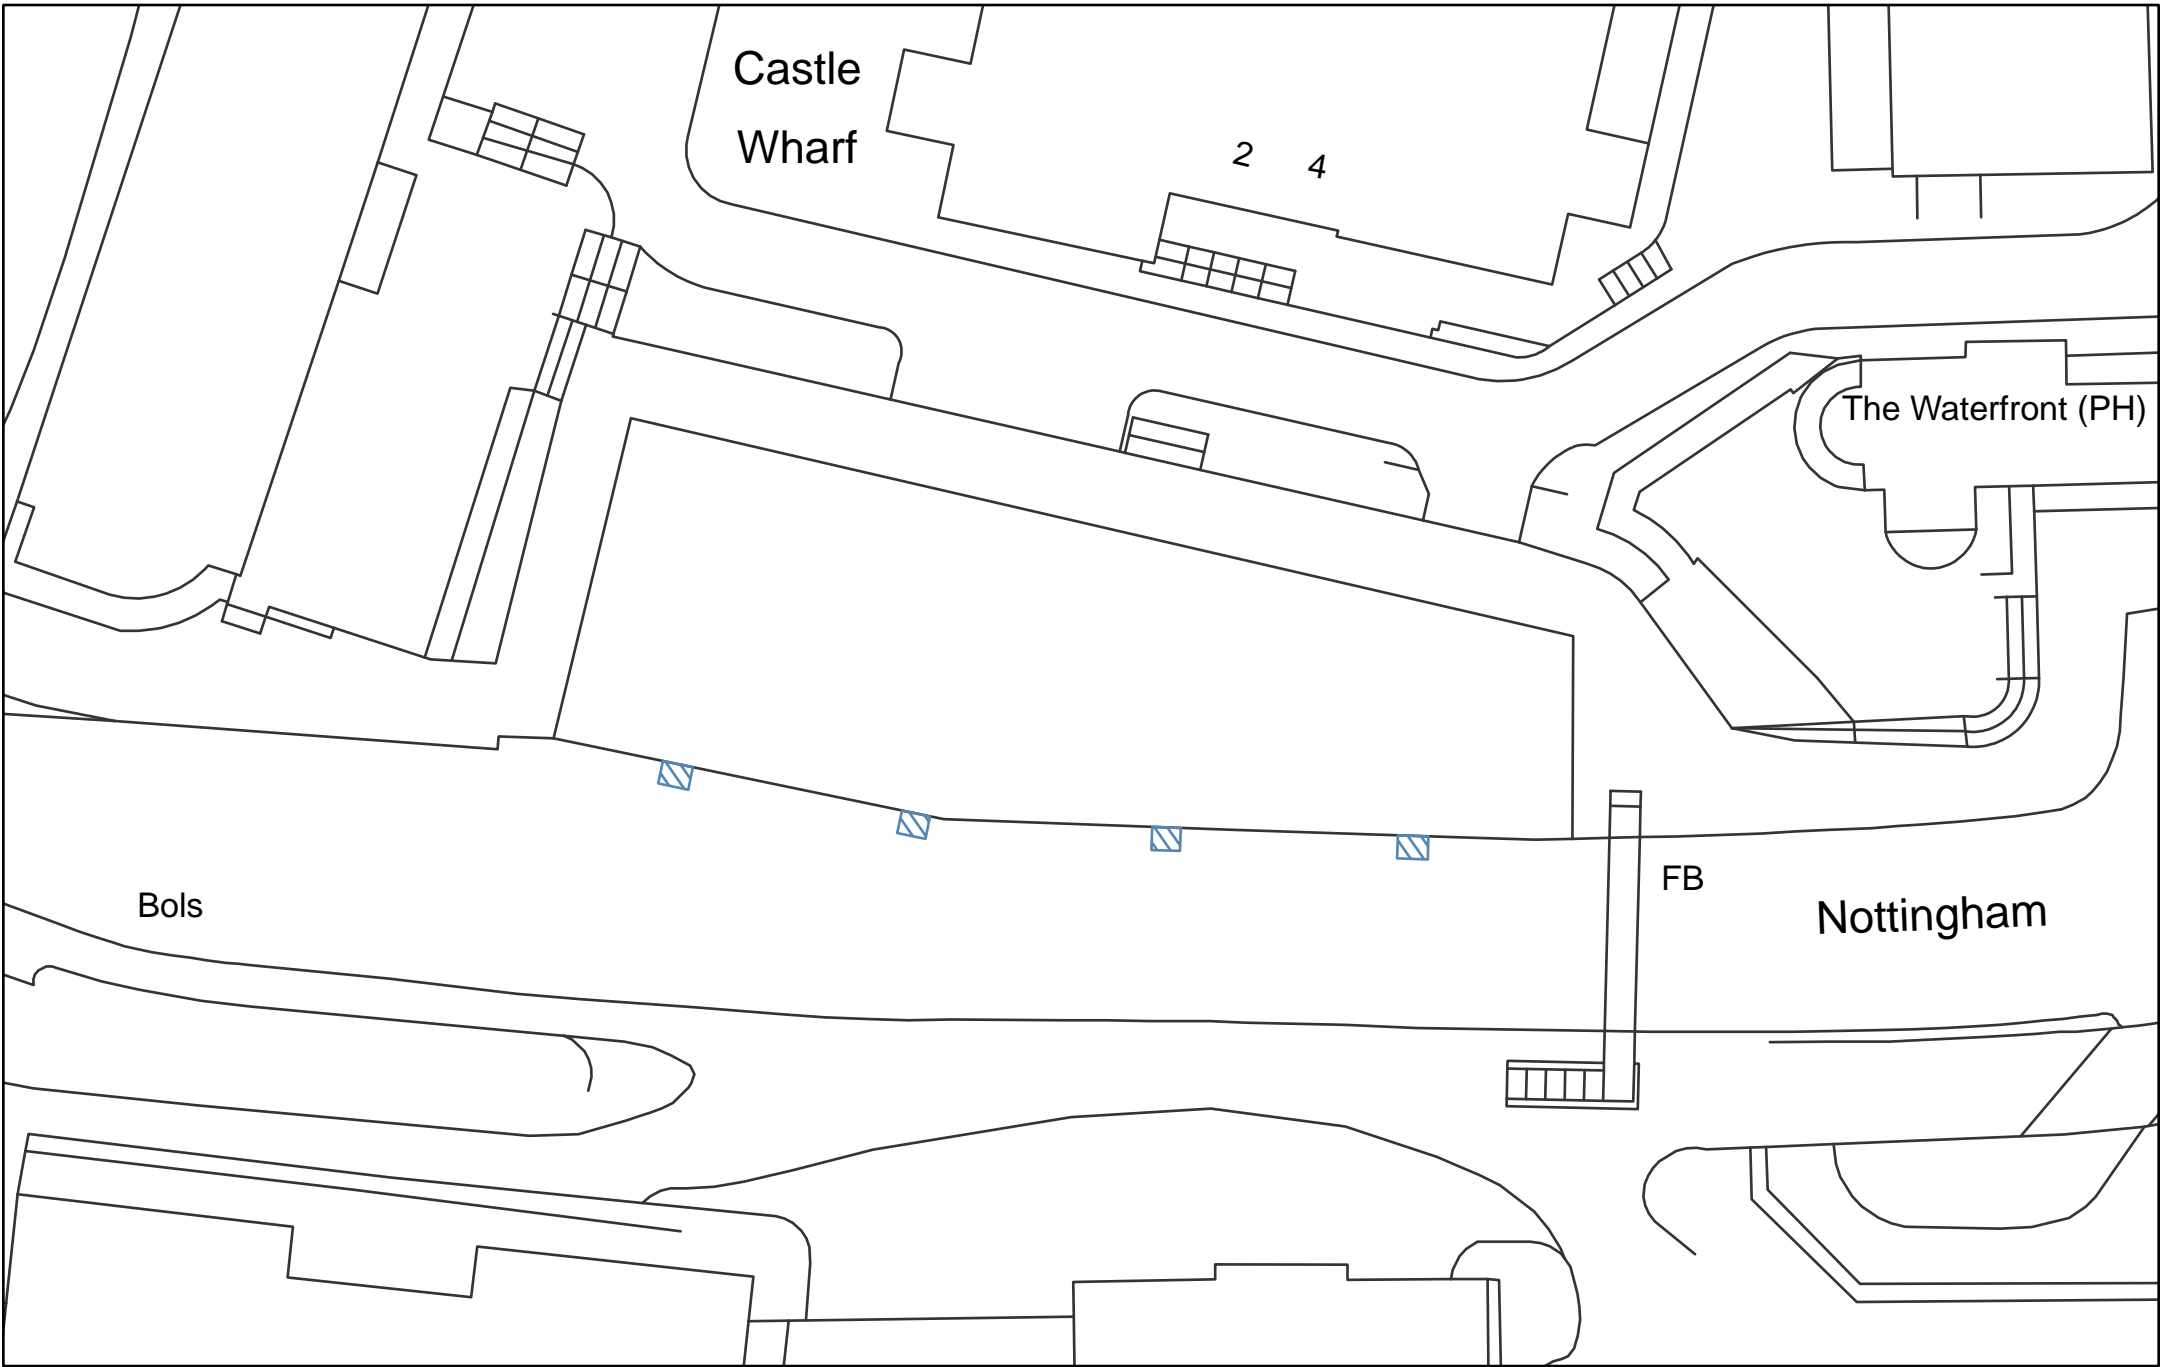 Castle
Wharf
2 4
The Waterfront (PH)
FB
Bols
Nottingham